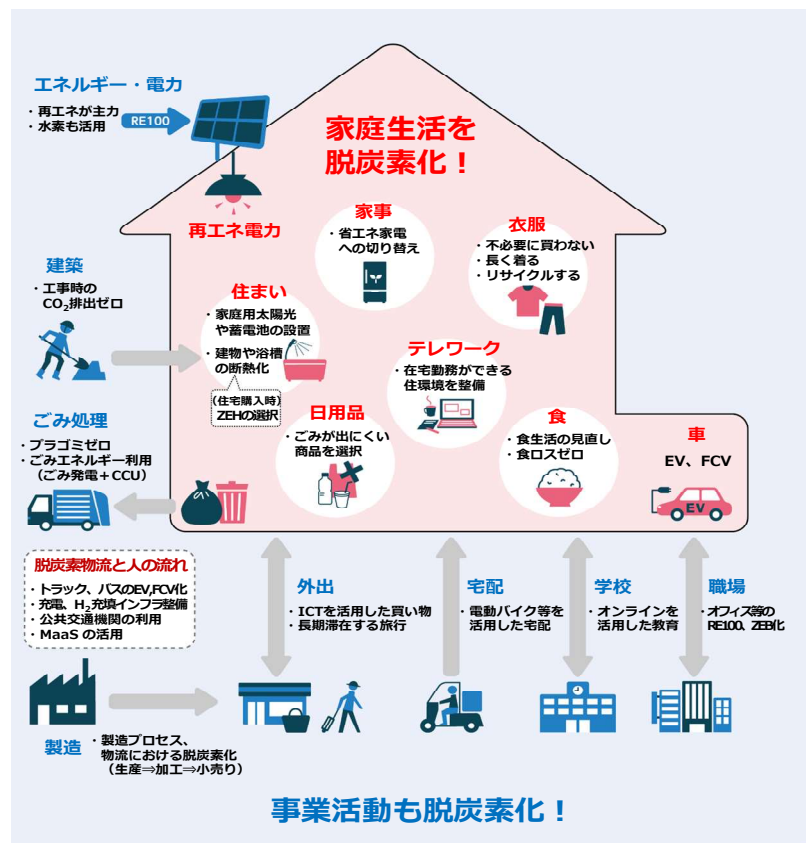 エネルギー・電力
・再エネが主力
・水素も活用
RE100
家庭生活を
脱炭素化！
再エネ電力
家事
・省エネ家電
への切り替え
衣服
・不必要に買わない
・長く着る
・リサイクルする
建築
・工事時の
CO₂排出ゼロ
住まい
・家庭用太陽光
や蓄電池の設置
・建物や浴槽
の断熱化
(住宅購入時)
ZEHの選択
テレワーク
・在宅勤務ができる
住環境を整備
ごみ処理
・プラゴミゼロ
・ごみエネルギー利用
（ごみ発電＋CCU）
日用品
・ごみが出にくい
商品を選択
食
・食生活の見直し
・食ロスゼロ
車
EV、FCV
EV
脱炭素物流と人の流れ
・トラック、バスのEV,FCV化
・充電、H₂充填インフラ整備
・公共交通機関の利用
・MaaS の活用
外出
・ICTを活用した買い物
・長期滞在する旅行
宅配
・電動バイク等を
活用した宅配
学校
・オンラインを
活用した教育
職場
・オフィス等の
RE100、ZEB化
製造
・製造プロセス、
物流における脱炭素化
（生産⇒加工⇒小売り）
事業活動も脱炭素化！